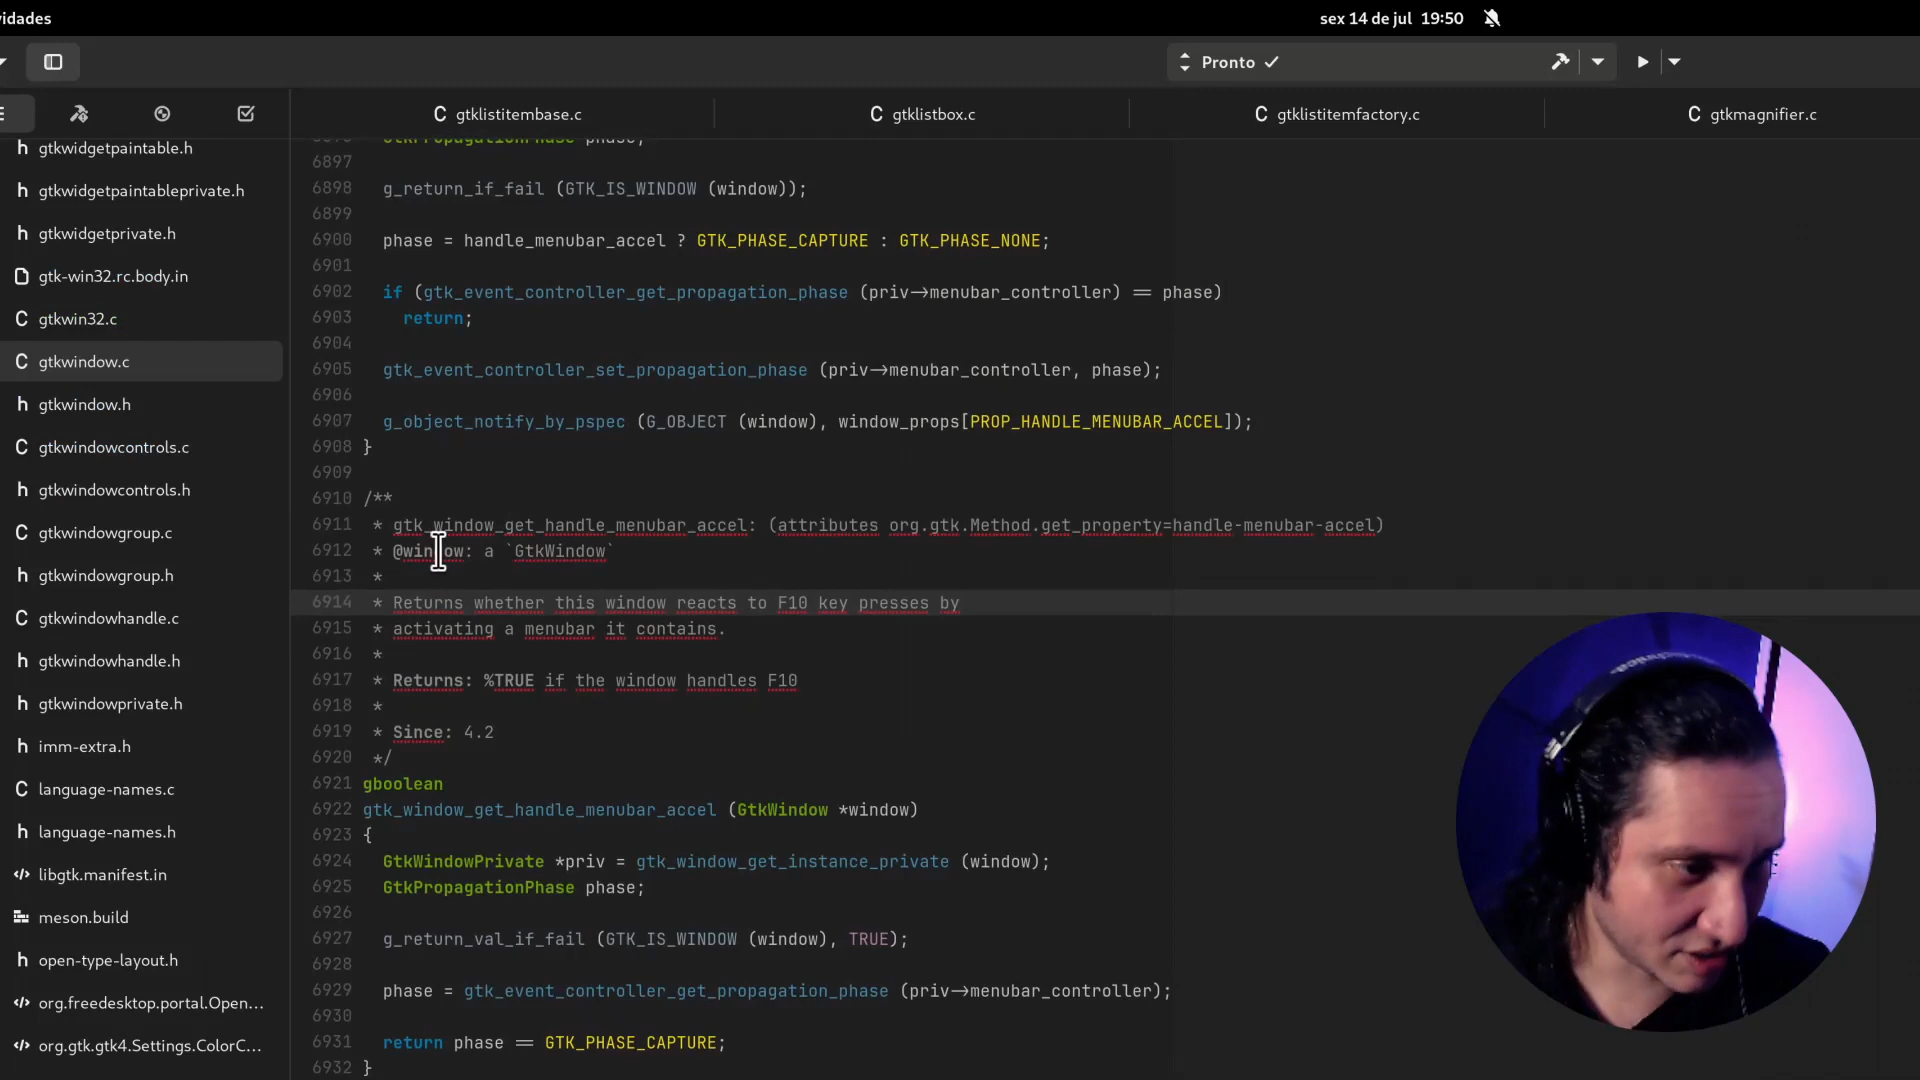 vidades
sex 14 de jul 19:50
Pronto
gtklistitembase.c
gtklistbox.c
gtklistitemfactory.c
gtkmagnifier.c
gtkwidgetpaintable.h
gtkwidgetpaintableprivate.h
gtkwidgetprivate.h
gtk-win32.rc.body.in
gtkwin32.c
gtkwindow.c
gtkwindow.h
gtkwindowcontrols.c
gtkwindowcontrols.h
gtkwindowgroup.c
gtkwindowgroup.h
gtkwindowhandle.c
gtkwindowhandle.h
gtkwindowprivate.h
imm-extra.h
language-names.c
language-names.h
libgtk.manifest.in
meson.build
open-type-layout.h
org.freedesktop.portal.Open...
org.gtk.gtk4.Settings.ColorC...
6896 GtkPropagationPhase phase;
6897
6898 g_return_if_fail (GTK_IS_WINDOW (window));
6899
6900 phase = handle_menubar_accel ? GTK_PHASE_CAPTURE : GTK_PHASE_NONE;
6901
6902 if (gtk_event_controller_get_propagation_phase (priv->menubar_controller) == phase)
6903 return;
6904
6905 gtk_event_controller_set_propagation_phase (priv->menubar_controller, phase);
6906
6907 g_object_notify_by_pspec (G_OBJECT (window), window_props[PROP_HANDLE_MENUBAR_ACCEL]);
6908 }
6909
6910 /**
6911 * gtk_window_get_handle_menubar_accel: (attributes org.gtk.Method.get_property=handle-menubar-accel)
6912 * @window: a `GtkWindow`
6913 *
6914 * Returns whether this window reacts to F10 key presses by
6915 * activating a menubar it contains.
6916 *
6917 * Returns: %TRUE if the window handles F10
6918 *
6919 * Since: 4.2
6920 */
6921 gboolean
6922 gtk_window_get_handle_menubar_accel (GtkWindow *window)
6923 {
6924 GtkWindowPrivate *priv = gtk_window_get_instance_private (window);
6925 GtkPropagationPhase phase;
6926
6927 g_return_val_if_fail (GTK_IS_WINDOW (window), TRUE);
6928
6929 phase = gtk_event_controller_get_propagation_phase (priv->menubar_controller);
6930
6931 return phase == GTK_PHASE_CAPTURE;
6932 }